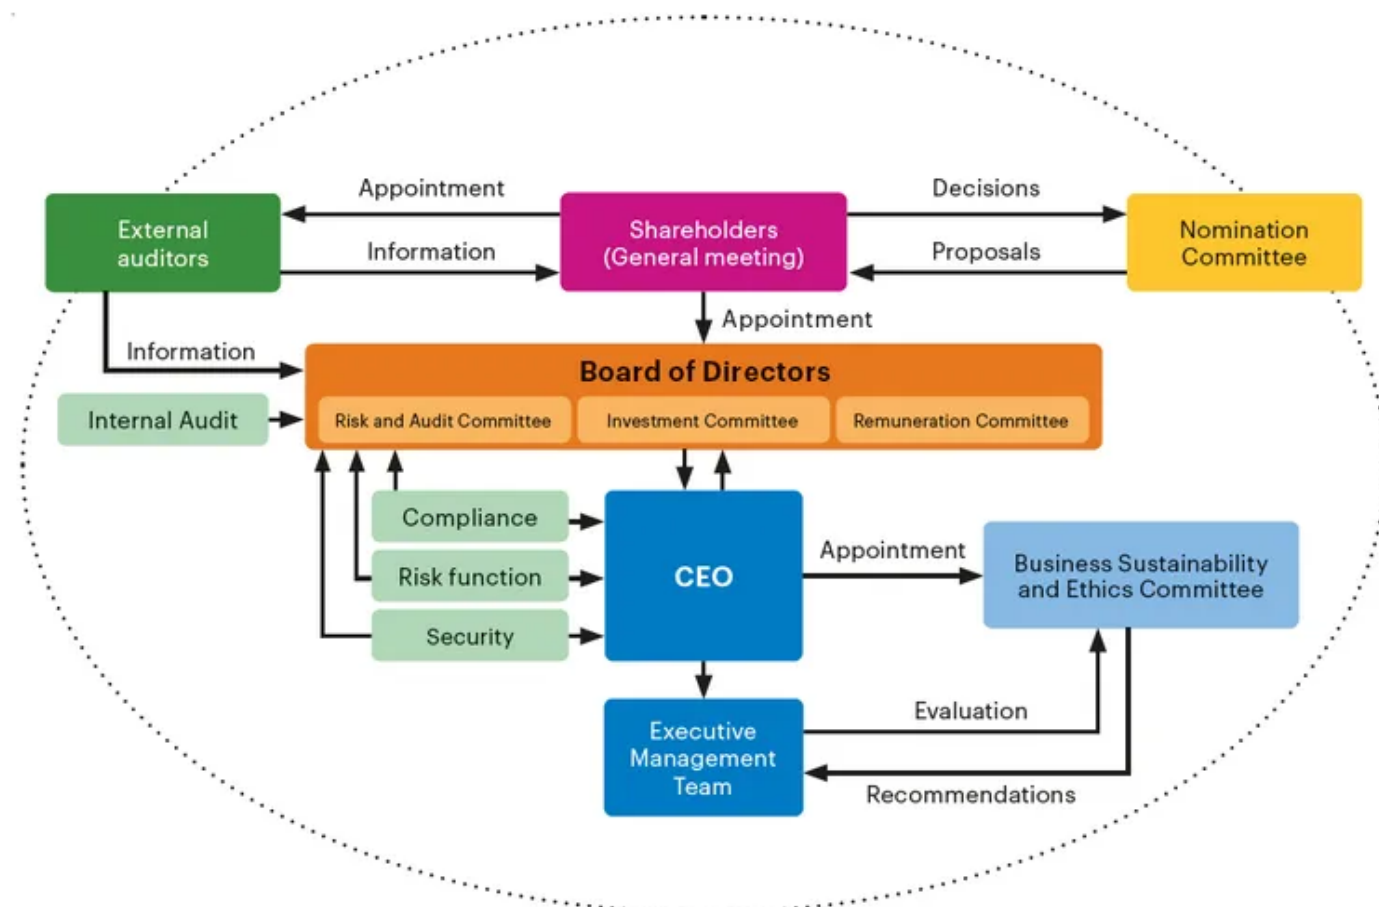 Appointment
Decisions
External
auditors
Shareholders
(General meeting)
Nomination
Committee
Information
Proposals
Appointment
Information
Board of Directors
Internal Audit
Risk and Audit Committee
Investment Committee
Remuneration Committee
Compliance
Risk function
Security
CEO
Appointment
Business Sustainability
and Ethics Committee
Executive
Management
Team
Evaluation
Recommendations